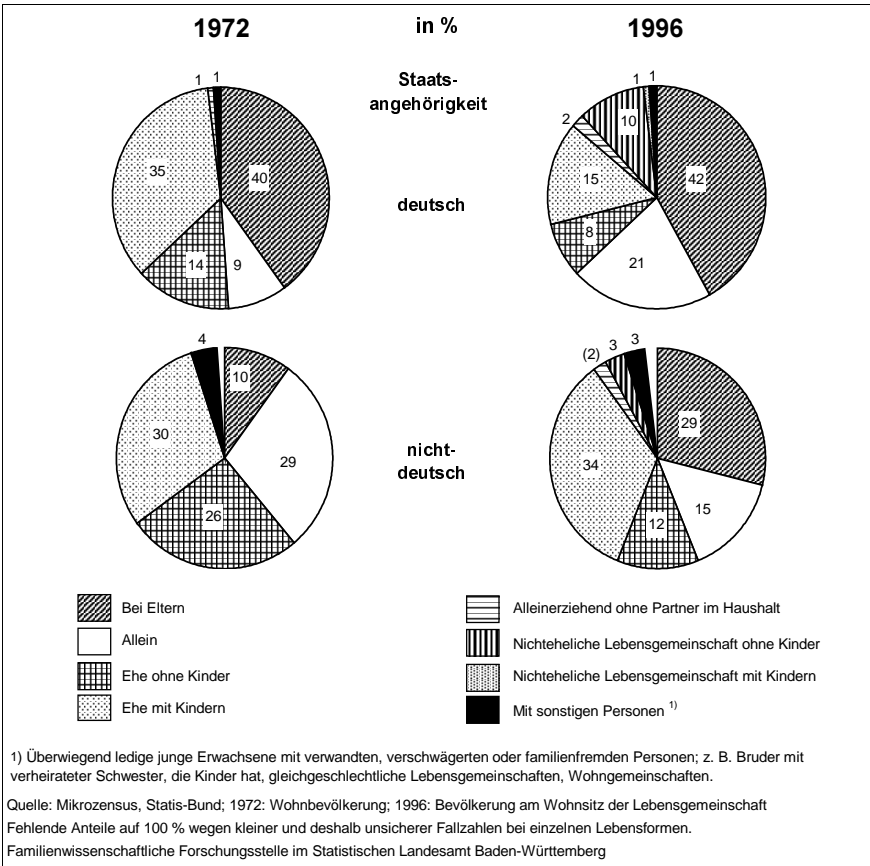 1972 in % 1996
Staats-
angehörigkeit
deutsch
1 1
35
40
14
9
1 1
2
10
15
42
8
21
nicht-
deutsch
4
10
30
29
26
(2) 3 3
29
34
15
12
Bei Eltern
Allein
Ehe ohne Kinder
Ehe mit Kindern
Alleinerziehend ohne Partner im Haushalt
Nichteheliche Lebensgemeinschaft ohne Kinder
Nichteheliche Lebensgemeinschaft mit Kindern
Mit sonstigen Personen 1)
1) Überwiegend ledige junge Erwachsene mit verwandten, verschwägerten oder familienfremden Personen; z. B. Bruder mit
verheirateter Schwester, die Kinder hat, gleichgeschlechtliche Lebensgemeinschaften, Wohngemeinschaften.
Quelle: Mikrozensus, Statis-Bund; 1972: Wohnbevölkerung; 1996: Bevölkerung am Wohnsitz der Lebensgemeinschaft
Fehlende Anteile auf 100 % wegen kleiner und deshalb unsicherer Fallzahlen bei einzelnen Lebensformen.
Familienwissenschaftliche Forschungsstelle im Statistischen Landesamt Baden-Württemberg